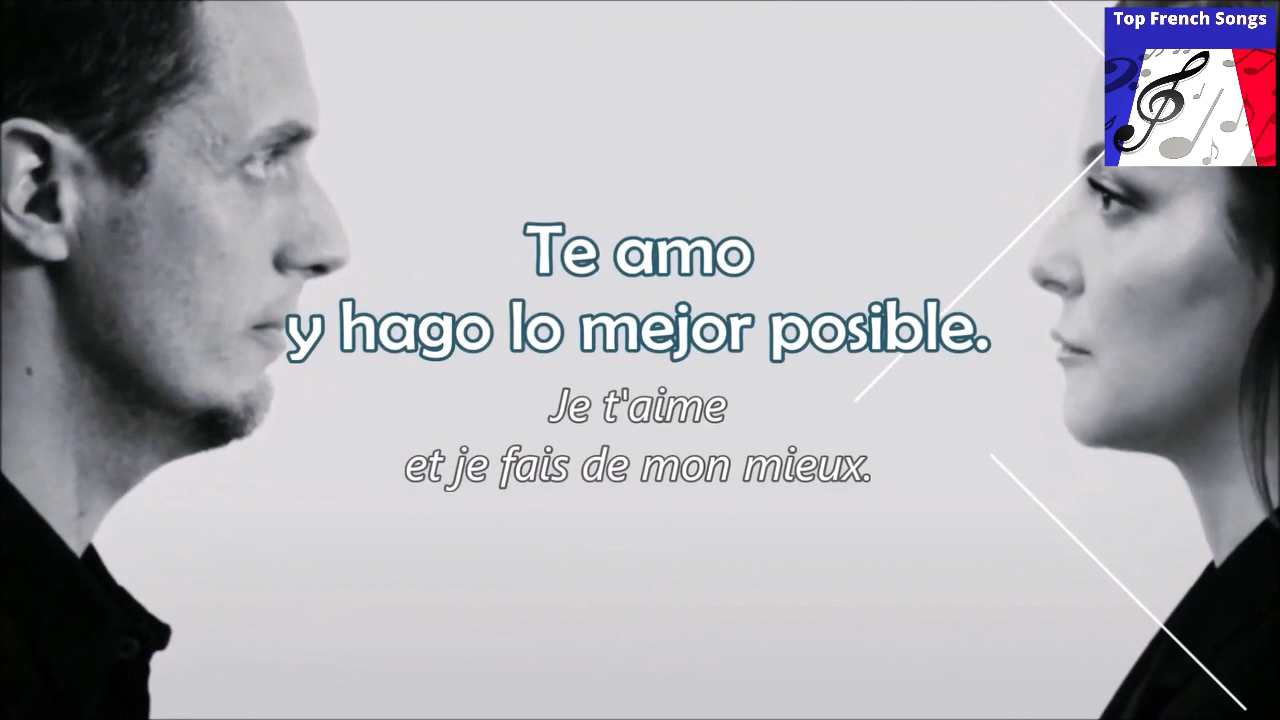 Top French Songs
Te amo
y hago lo mejor posible.
Je t'aime
et je fais de mon mieux.